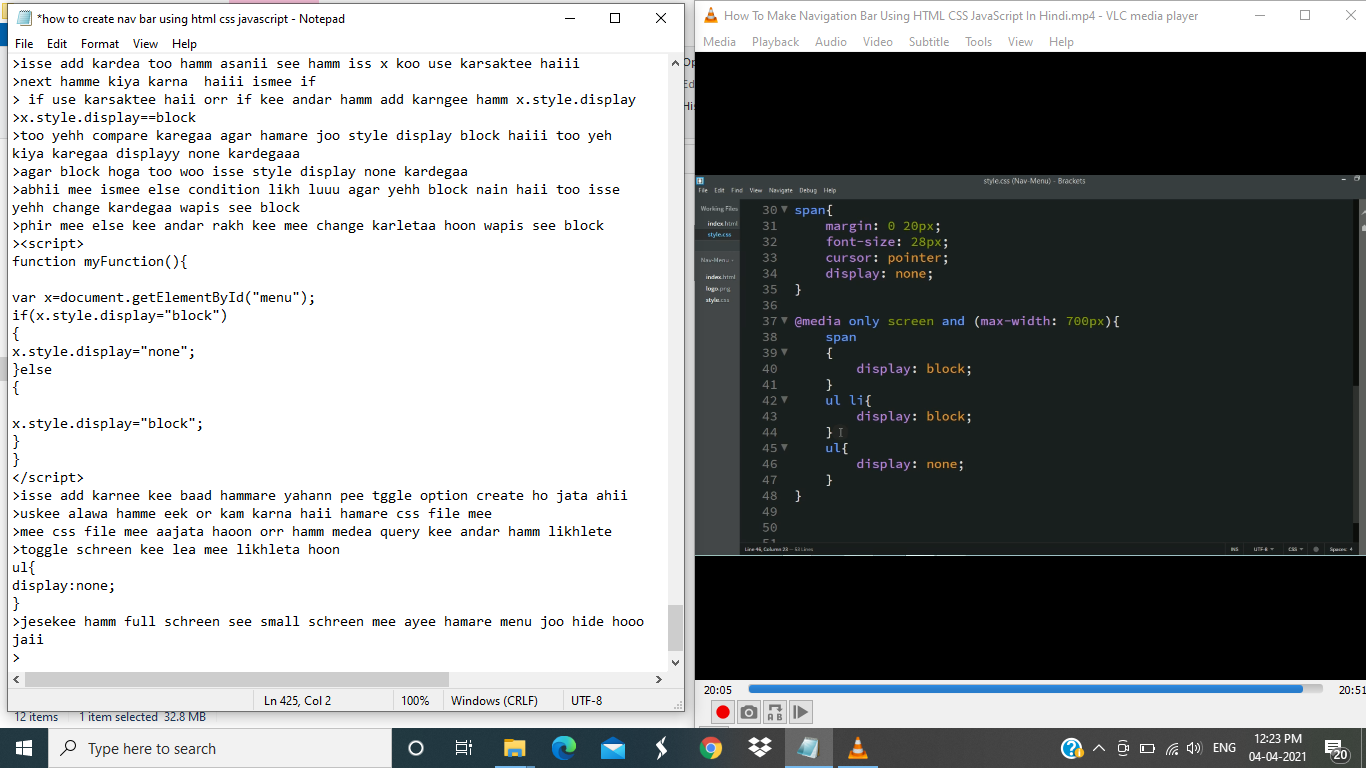 *how to create nav bar using html css javascript - Notepad
File Edit Format View Help
>isse add kardea too hamm asanii see hamm iss x koo use karsaktee haiii
>next hamme kiya karna  haiii ismee if
> if use karsaktee haii orr if kee andar hamm add karngee hamm x.style.display
>x.style.display==block
>too yehh compare karegaa agar hamare joo style display block haiii too yeh
kiya karegaa displayy none kardegaaa
>agar block hoga too woo isse style display none kardegaa
>abhii mee ismee else condition likh luuu agar yehh block nain haii too isse
yehh change kardegaa wapis see block
>phir mee else kee andar rakh kee mee change karletaa hoon wapis see block
><script>
function myFunction(){
var x=document.getElementById("menu");
if(x.style.display="block")
{
x.style.display="none";
}else
{
x.style.display="block";
}
}
</script>
>isse add karnee kee baad hammare yahann pee tggle option create ho jata ahii
>uskee alawa hamme eek or kam karna haii hamare css file mee
>mee css file mee aajata haoon orr hamm medea query kee andar hamm likhlete
>toggle schreen kee lea mee likhleta hoon
ul{
display:none;
}
>jesekee hamm full schreen see small schreen mee ayee hamare menu joo hide hooo
jaii
>
Ln 425, Col 2 100% Windows (CRLF) UTF-8
12 items 1 item selected 32.8 MB
How To Make Navigation Bar Using HTML CSS JavaScript In Hindi.mp4 - VLC media player
Media Playback Audio Video Subtitle Tools View Help
style.css (Nav-Menu) - Brackets
File Edit Find View Navigate Debug Help
Working Files
index.html
style.css
Nav-Menu
index.html
logo.png
style.css
30 span{
31 margin: 0 20px;
32 font-size: 28px;
33 cursor: pointer;
34 display: none;
35 }
36
37 @media only screen and (max-width: 700px){
38 span
39 {
40 display: block;
41 }
42 ul li{
43 display: block;
44 }
45 ul{
46 display: none;
47 }
48 }
49
50
51
Line 46, Column 23 — 53 Lines
INS UTF-8 CSS Spaces: 4
20:05 20:51
Type here to search
ENG
12:23 PM
04-04-2021
20